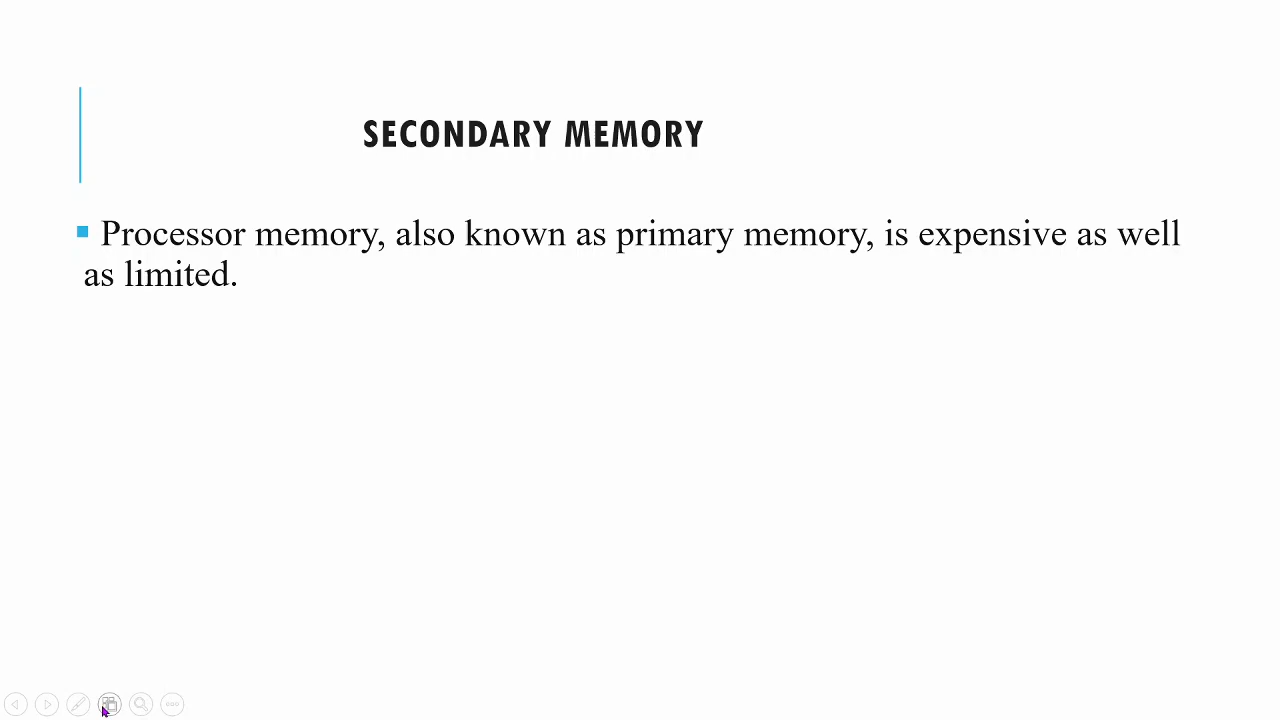 SECONDARY MEMORY
Processor memory, also known as primary memory, is expensive as well
as limited.